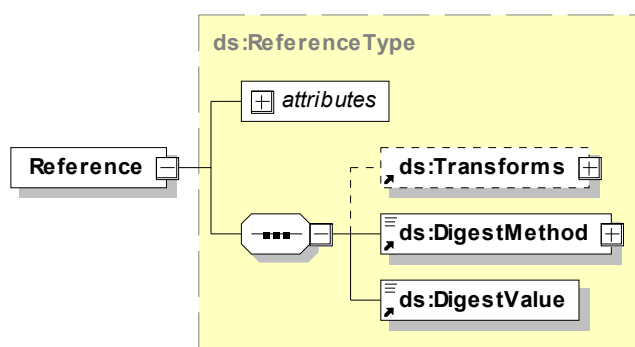 ds:ReferenceType
attributes
Reference
ds:Transforms
ds:DigestMethod
ds:DigestValue